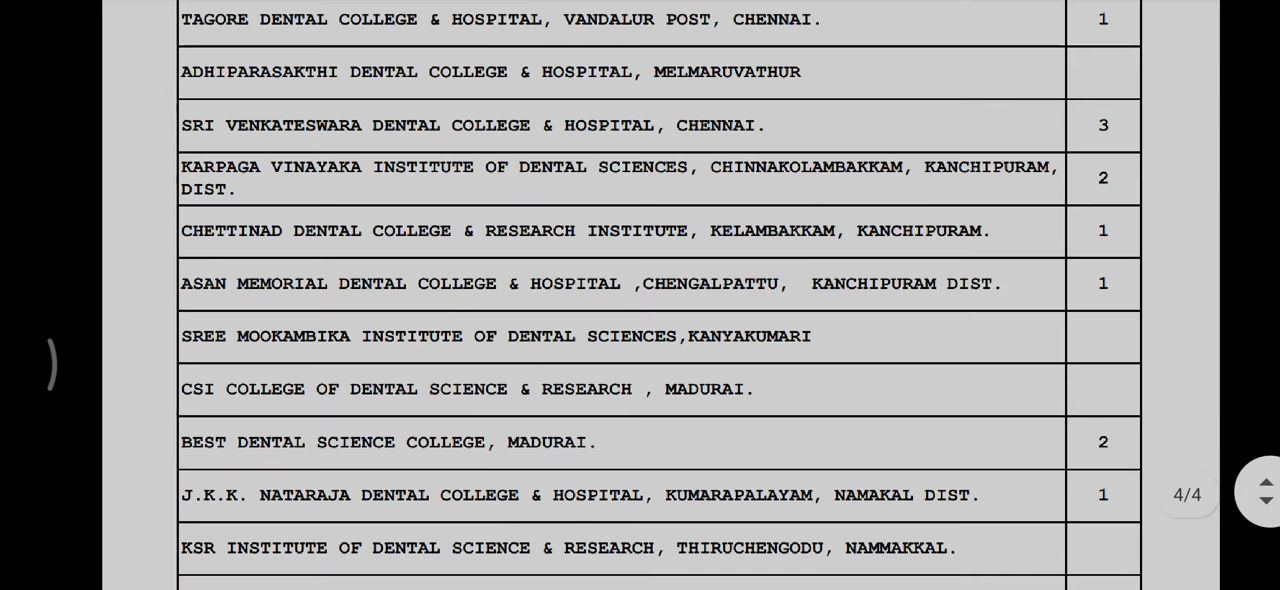 TAGORE DENTAL COLLEGE & HOSPITAL, VANDALUR POST, CHENNAI. 1
ADHIPARASAKTHI DENTAL COLLEGE & HOSPITAL, MELMARUVATHUR
SRI VENKATESWARA DENTAL COLLEGE & HOSPITAL, CHENNAI. 3
KARPAGA VINAYAKA INSTITUTE OF DENTAL SCIENCES, CHINNAKOLAMBAKKAM, KANCHIPURAM,
DIST. 2
CHETTINAD DENTAL COLLEGE & RESEARCH INSTITUTE, KELAMBAKKAM, KANCHIPURAM. 1
ASAN MEMORIAL DENTAL COLLEGE & HOSPITAL ,CHENGALPATTU, KANCHIPURAM DIST. 1
SREE MOOKAMBIKA INSTITUTE OF DENTAL SCIENCES,KANYAKUMARI
CSI COLLEGE OF DENTAL SCIENCE & RESEARCH , MADURAI.
BEST DENTAL SCIENCE COLLEGE, MADURAI. 2
J.K.K. NATARAJA DENTAL COLLEGE & HOSPITAL, KUMARAPALAYAM, NAMAKAL DIST. 1
4/4
KSR INSTITUTE OF DENTAL SCIENCE & RESEARCH, THIRUCHENGODU, NAMMAKKAL.